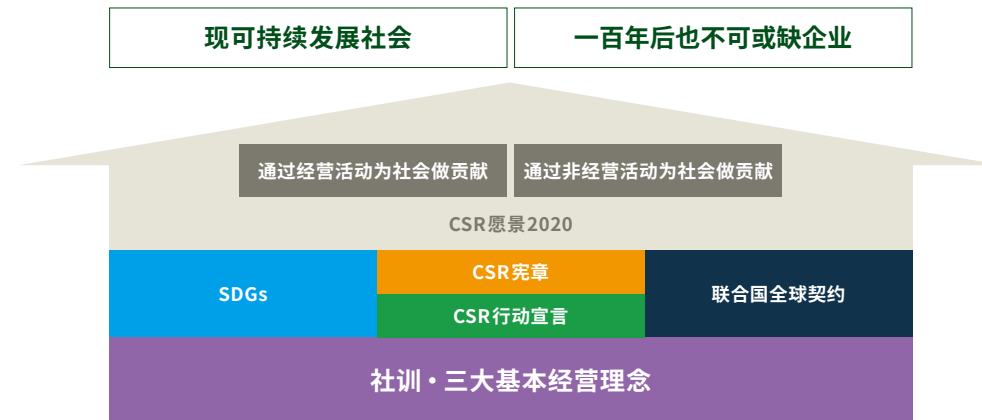 现可持续发展社会
一百年后也不可或缺企业
通过经营活动为社会做贡献
通过非经营活动为社会做贡献
CSR愿景2020
SDGs
CSR宪章
CSR行动宣言
联合国全球契约
社训・三大基本经营理念